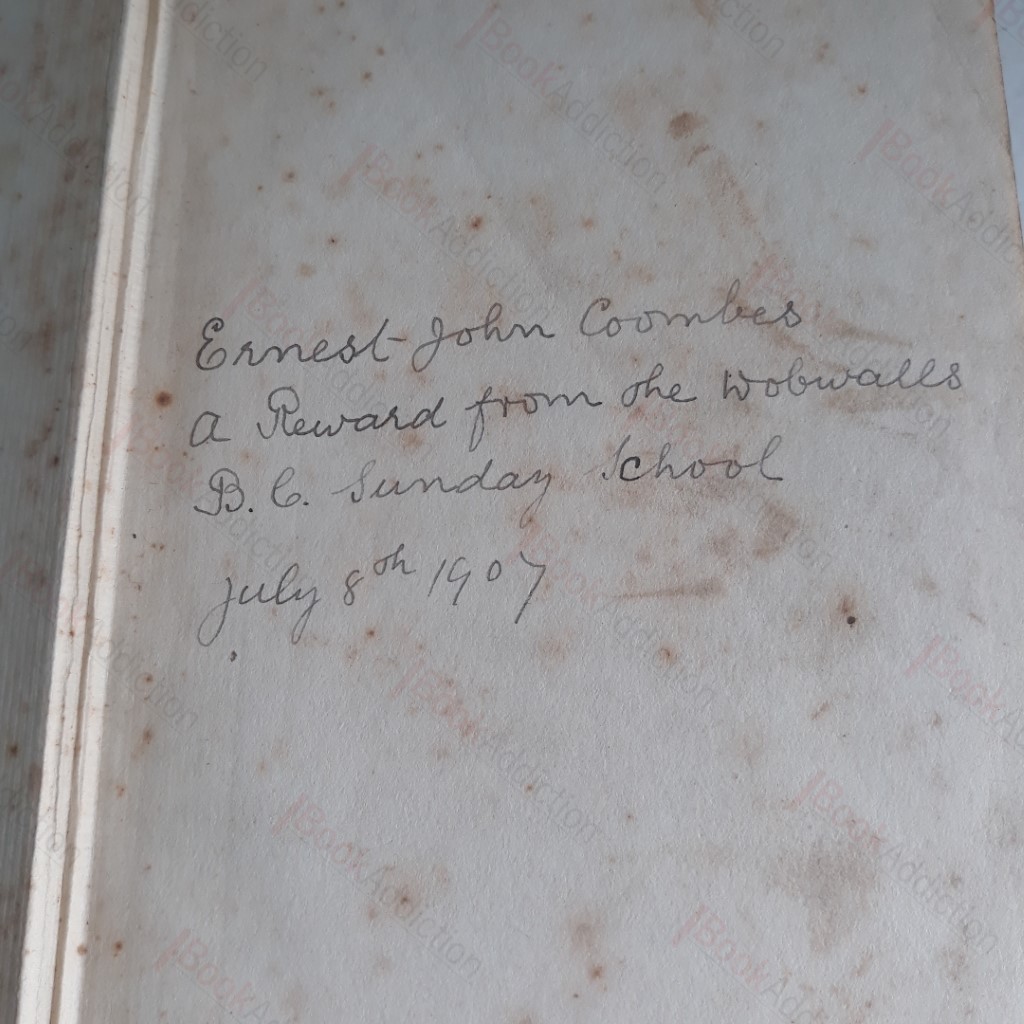 Ernest John Coombes
a Reward from the Wobwalls
B. C. Sunday School
July 8th 1907